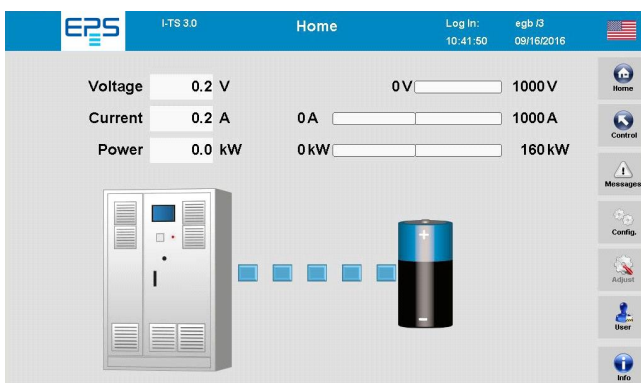 EPS I-TS 3.0 Home Log In: egb /3
10:41:50 09/16/2016
Voltage 0.2 V 0 V 1000 V
Current 0.2 A 0 A 1000 A
Power 0.0 kW 0 kW 160 kW
Home
Control
Messages
Config.
Adjust
User
Info
+
-